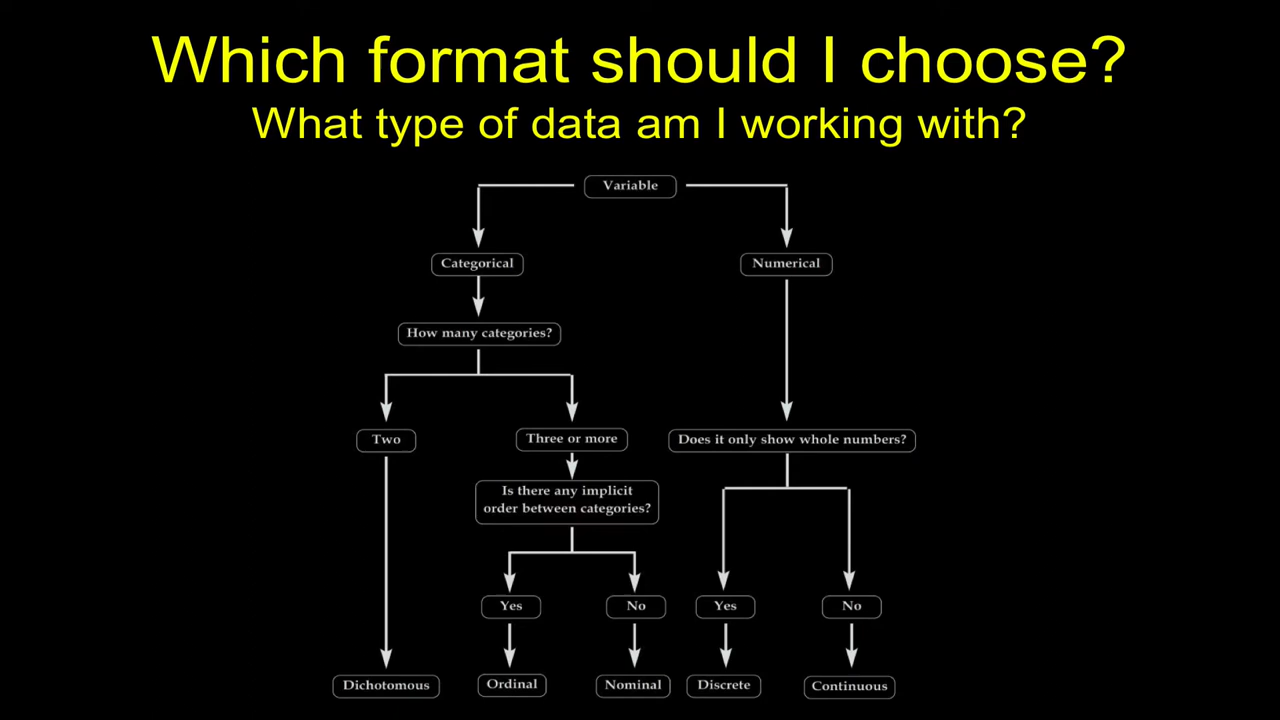 Which format should I choose?
What type of data am I working with?
Variable
Categorical
Numerical
How many categories?
Two
Three or more
Does it only show whole numbers?
Is there any implicit
order between categories?
Yes
No
Yes
No
Dichotomous
Ordinal
Nominal
Discrete
Continuous